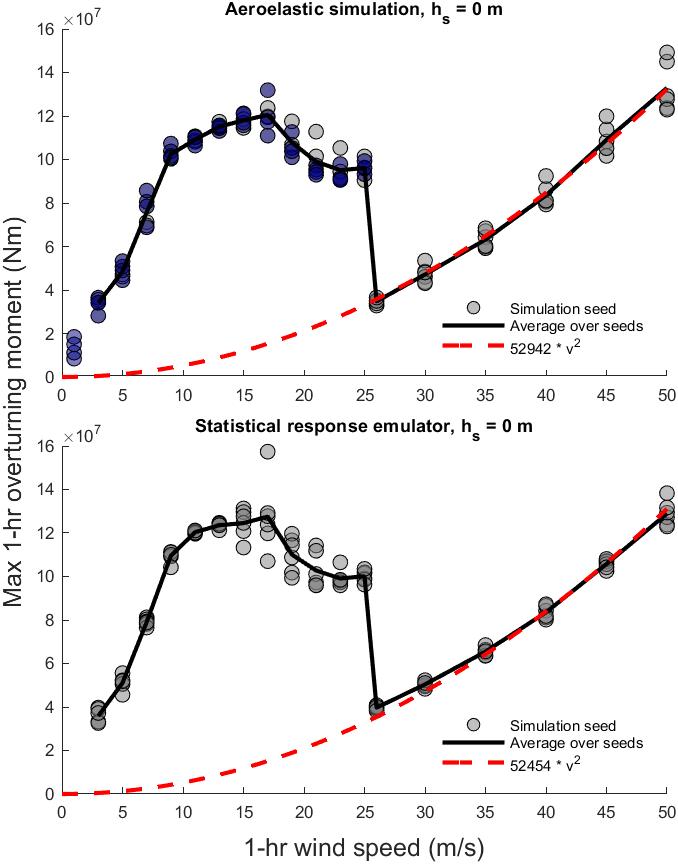 Aeroelastic simulation, hs = 0 m
×10^7
16
14
12
10
8
6
4
2
0
0 5 10 15 20 25 30 35 40 45 50
Simulation seed
Average over seeds
52942 * v^2
Max 1-hr overturning moment (Nm)
Statistical response emulator, hs = 0 m
×10^7
16
14
12
10
8
6
4
2
0
0 5 10 15 20 25 30 35 40 45 50
Simulation seed
Average over seeds
52454 * v^2
1-hr wind speed (m/s)